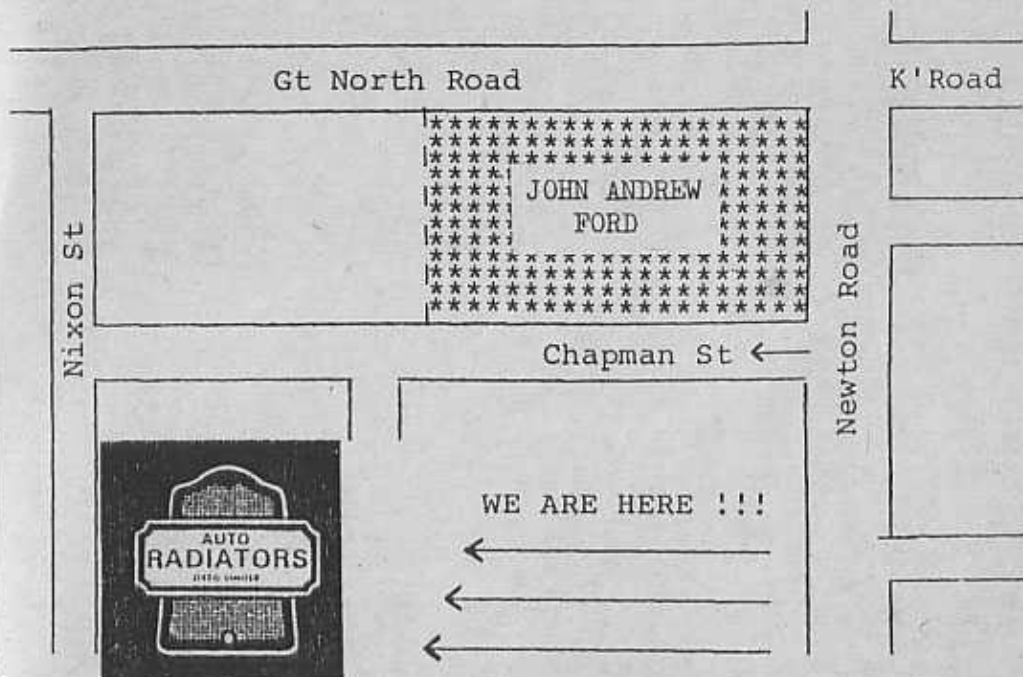 Gt North Road
K'Road
JOHN ANDREW
FORD
Nixon St
Chapman St
Newton Road
WE ARE HERE !!!
AUTO
RADIATORS